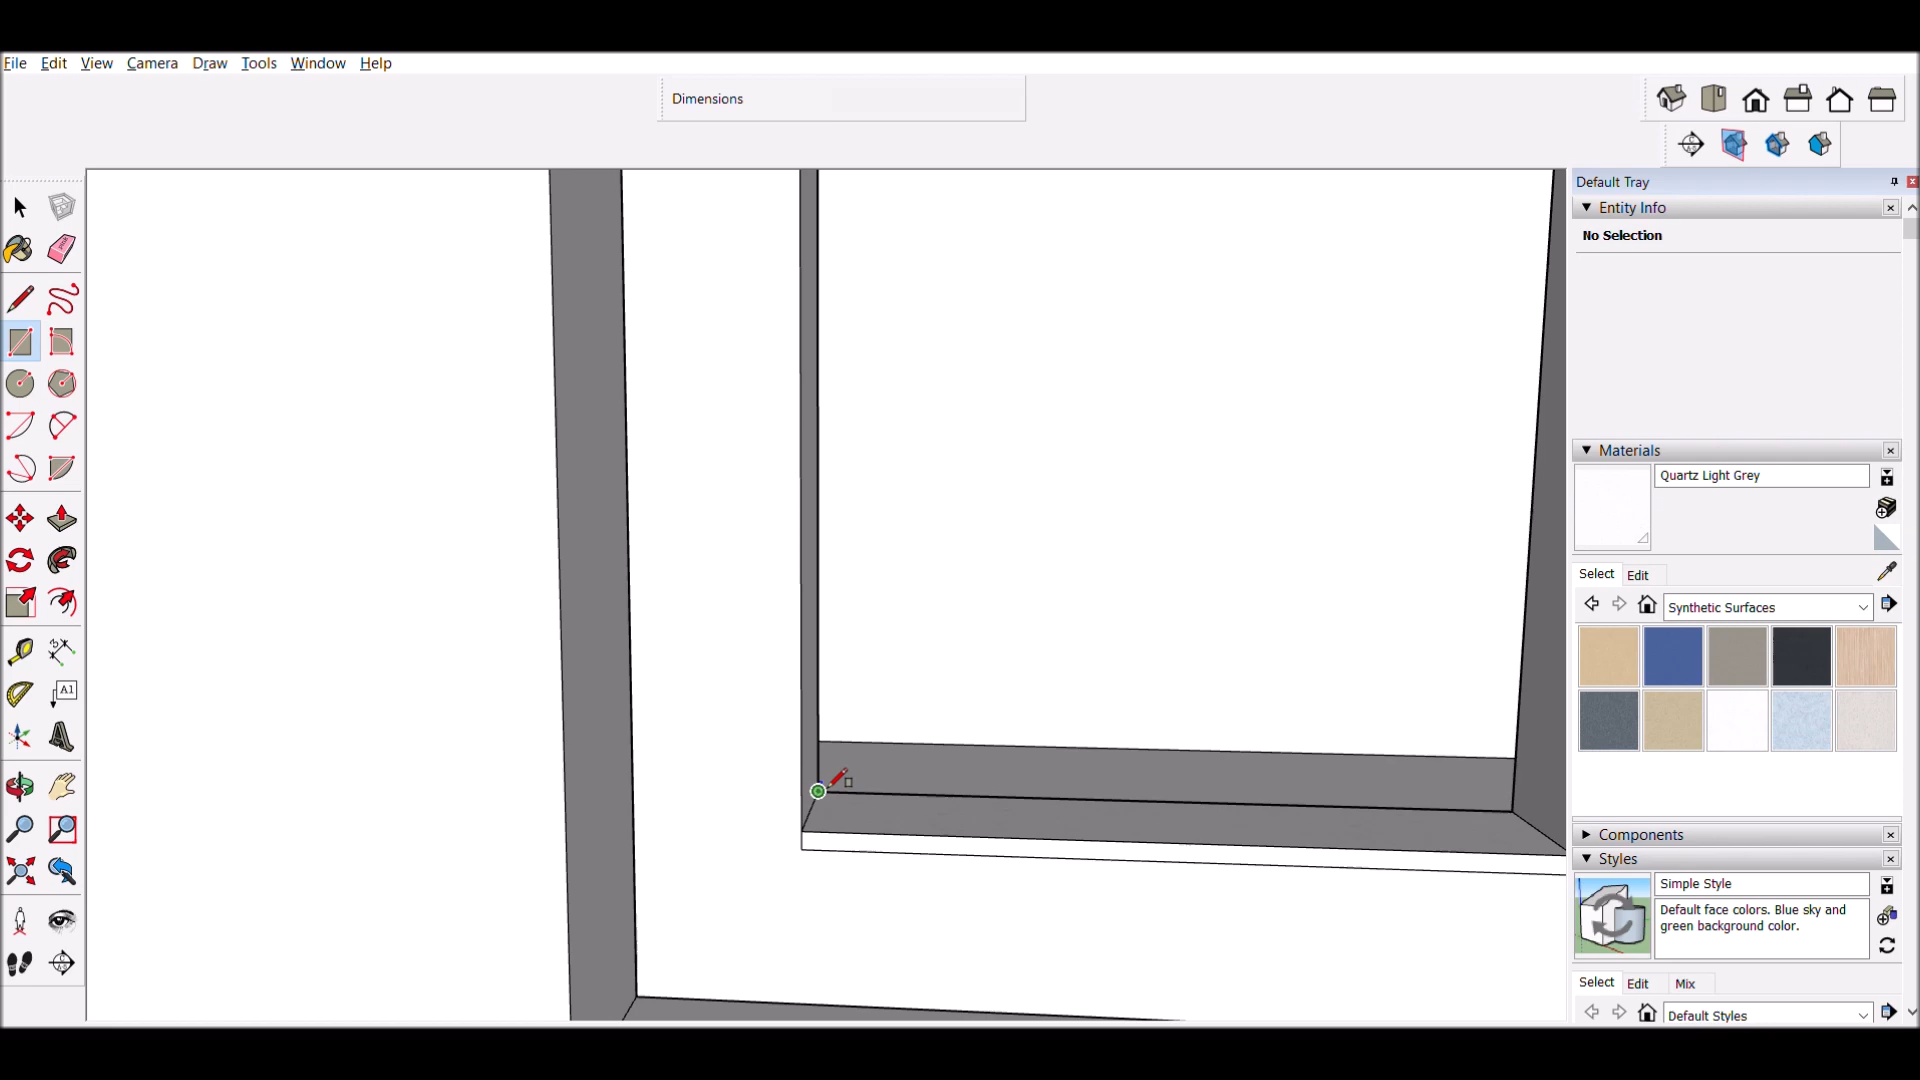 File Edit View Camera Draw Tools Window Help
Dimensions
Default Tray
Entity Info
No Selection
Materials
Quartz Light Grey
Select Edit
Synthetic Surfaces
A1
Components
Styles
Simple Style
Default face colors. Blue sky and
green background color.
Select Edit Mix
Default Styles